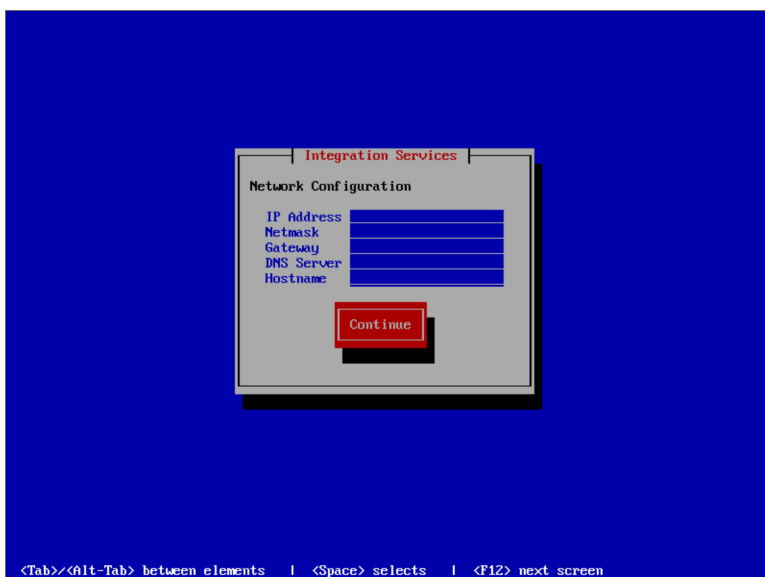 Integration Services
Network Configuration
IP Address
Netmask
Gateway
DNS Server
Hostname
Continue
<Tab>/<Alt-Tab> between elements | <Space> selects | <F12> next screen